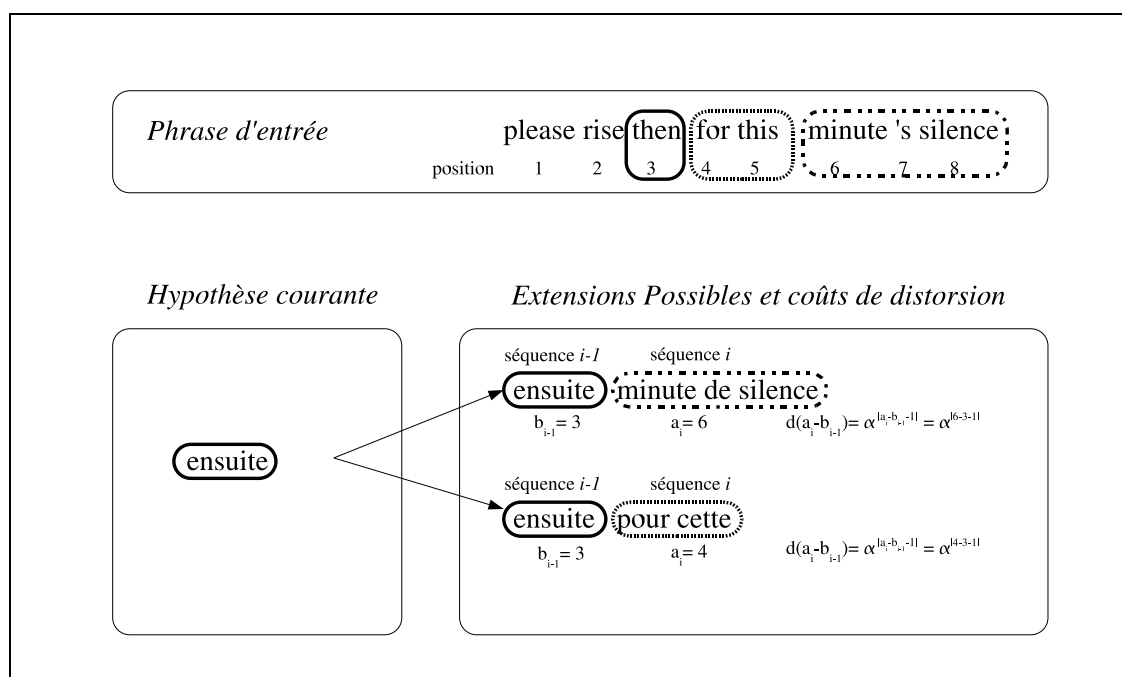 Phrase d'entrée please rise then for this minute 's silence
position 1 2 3 4 5 6 7 8
Hypothèse courante Extensions Possibles et coûts de distorsion
séquence i-1 séquence i
ensuite minute de silence
b_{i-1}= 3 a_i= 6 d(a_i-b_{i-1})= α^{|a_i-b_{i-1}-1|} = α^{|6-3-1|}
ensuite
séquence i-1 séquence i
ensuite pour cette
b_{i-1}= 3 a_i= 4 d(a_i-b_{i-1})= α^{|a_i-b_{i-1}-1|} = α^{|4-3-1|}